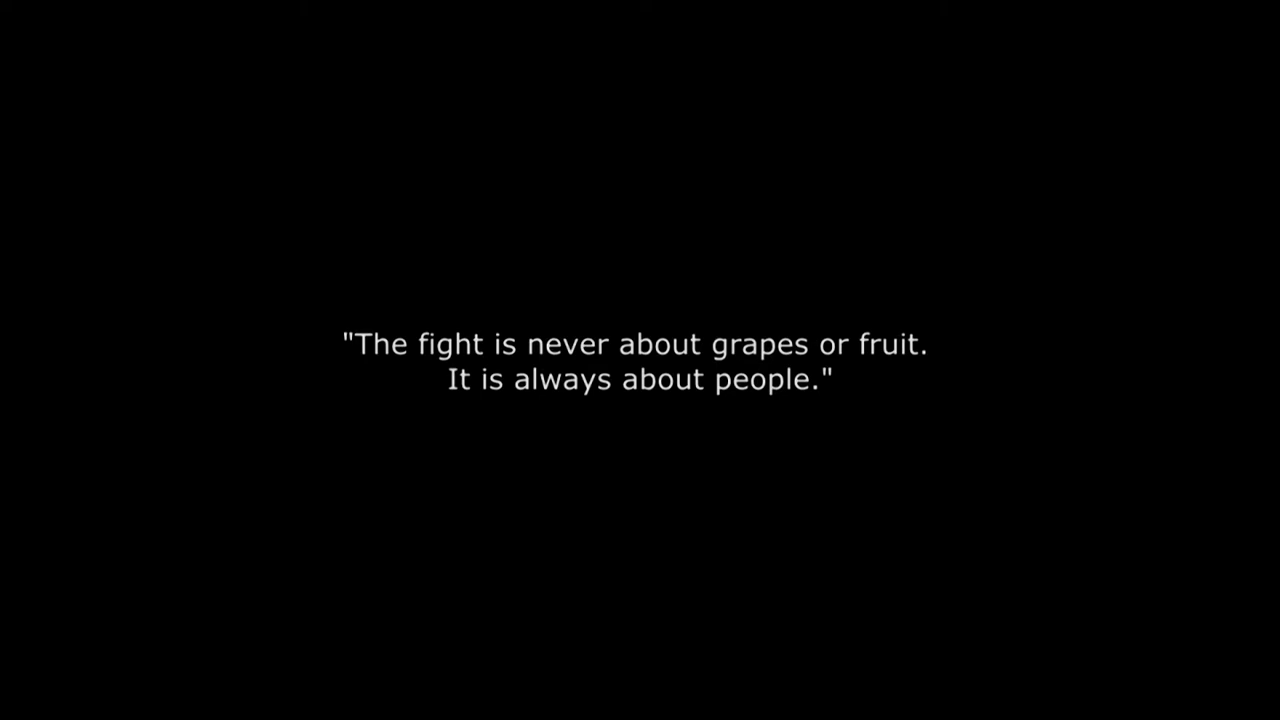 "The fight is never about grapes or fruit.
It is always about people."